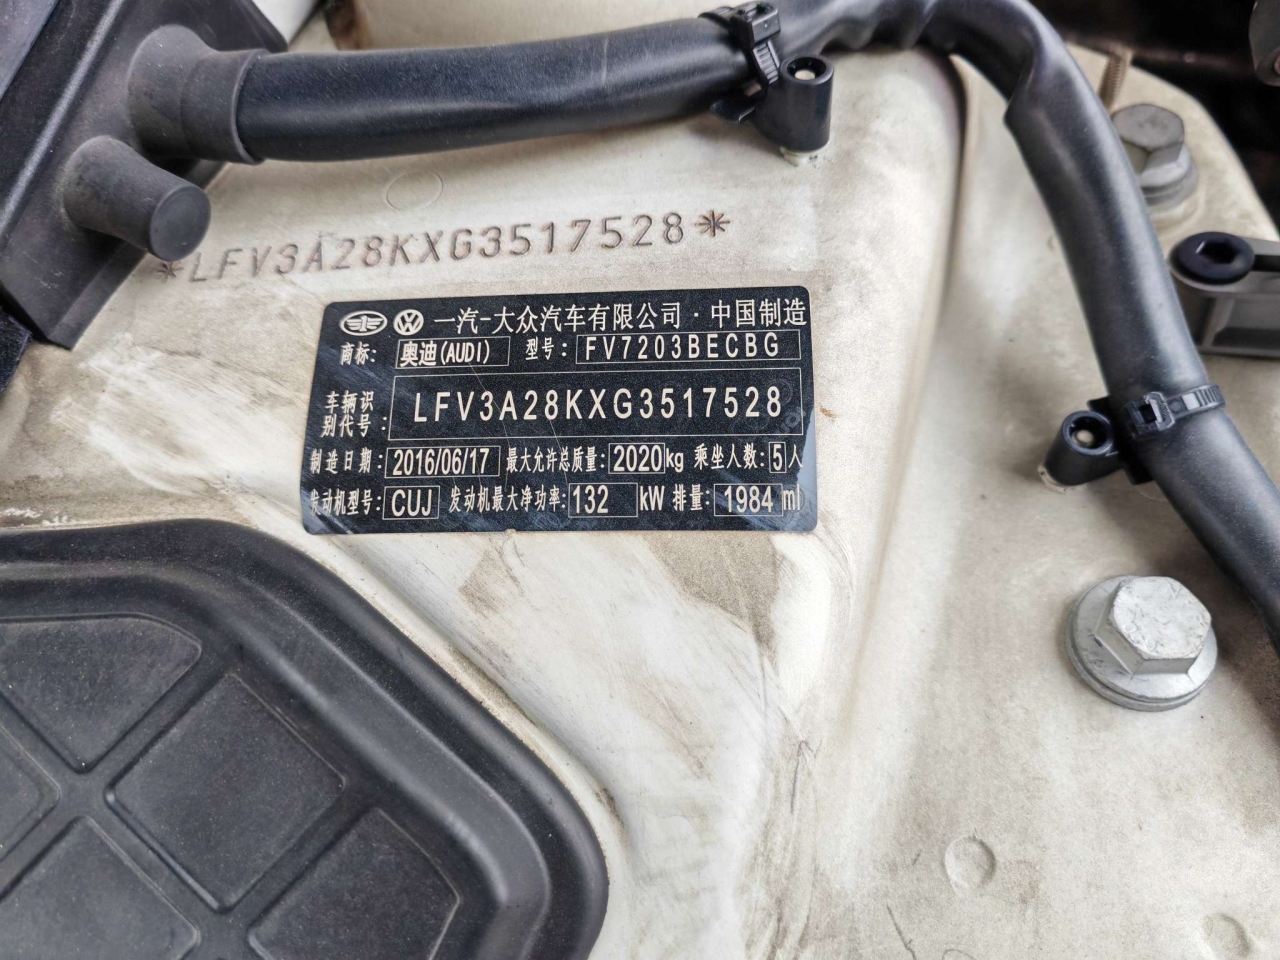 *LFV3A28KXG3517528*
一汽-大众汽车有限公司·中国制造
商标: 奥迪(AUDI) 型号: FV7203BECBG
车辆识别代号: LFV3A28KXG3517528
制造日期: 2016/06/17 最大允许总质量: 2020kg 乘坐人数: 5人
发动机型号: CUJ 发动机最大净功率: 132 kW 排量: 1984 ml